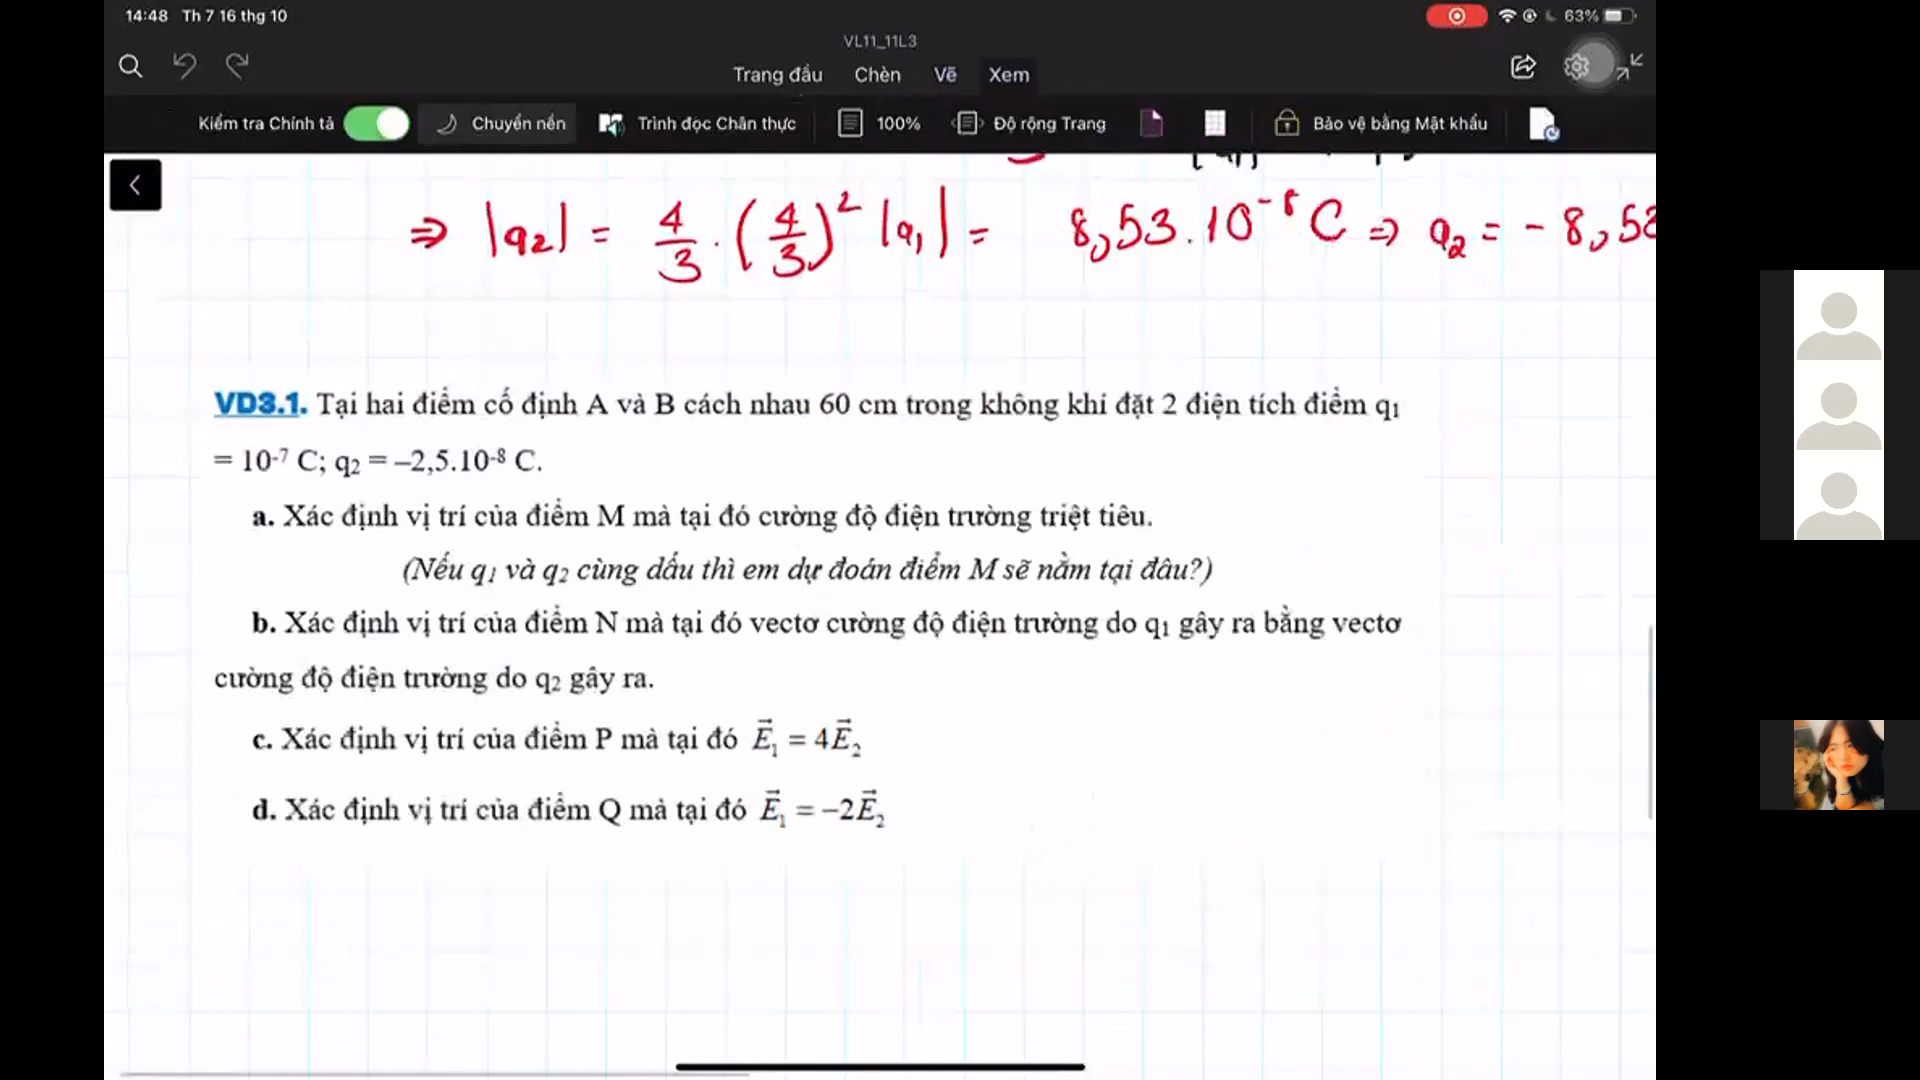 14:48 Th 7 16 thg 10
63%
VL11_11L3
Trang đầu Chèn Vẽ Xem
Kiểm tra Chính tả Chuyển nền Trình đọc Chân thực 100% Độ rộng Trang Bảo vệ bằng Mật khẩu
⇒ |q₂| = 4/3 . (4/3)² |q₁| = 8,53.10⁻⁸ C ⇒ q₂ = - 8,53
VD3.1. Tại hai điểm cố định A và B cách nhau 60 cm trong không khí đặt 2 điện tích điểm q₁
= 10⁻⁷ C; q₂ = –2,5.10⁻⁸ C.
a. Xác định vị trí của điểm M mà tại đó cường độ điện trường triệt tiêu.
(Nếu q₁ và q₂ cùng dấu thì em dự đoán điểm M sẽ nằm tại đâu?)
b. Xác định vị trí của điểm N mà tại đó vectơ cường độ điện trường do q₁ gây ra bằng vectơ
cường độ điện trường do q₂ gây ra.
c. Xác định vị trí của điểm P mà tại đó E⃗₁ = 4E⃗₂
d. Xác định vị trí của điểm Q mà tại đó E⃗₁ = –2E⃗₂